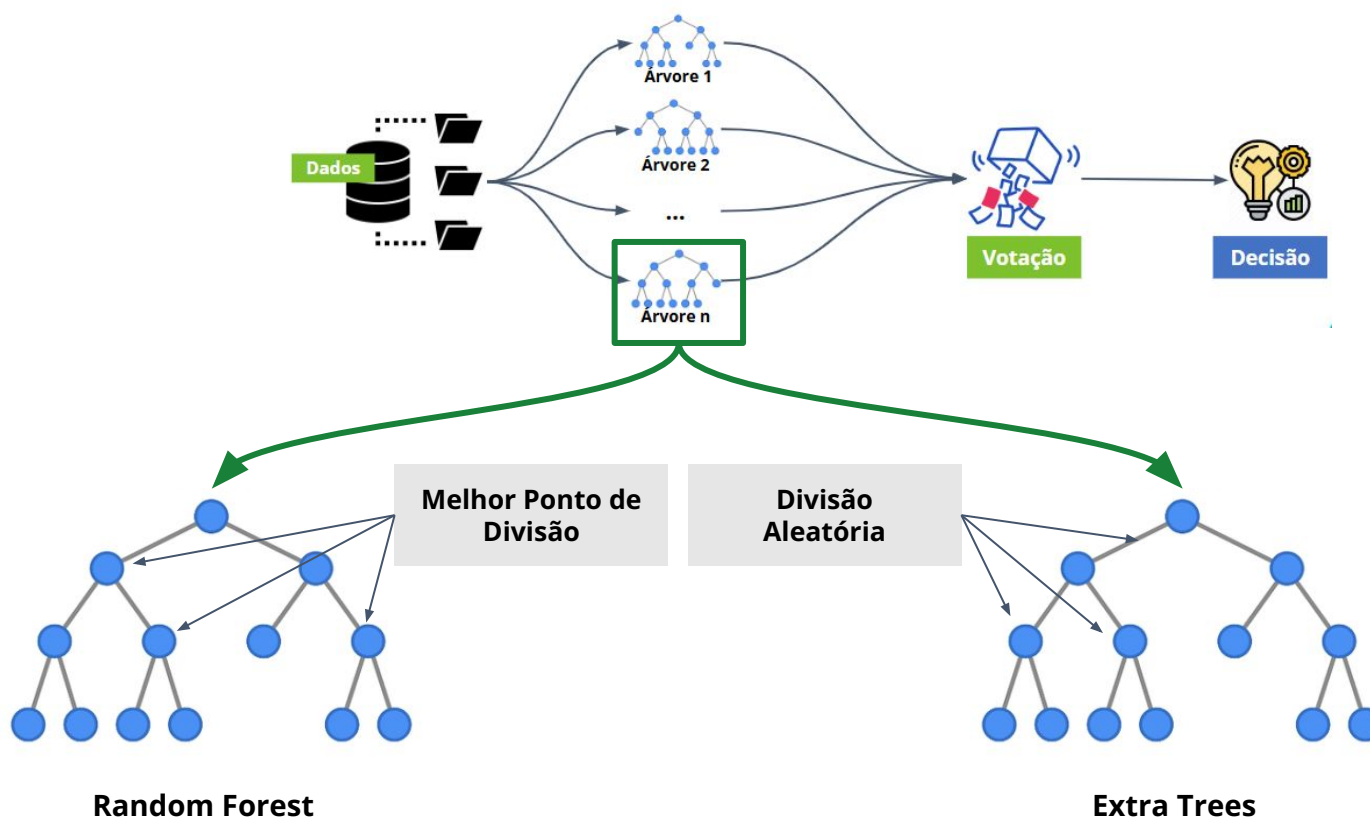 Árvore 1
Dados
Árvore 2
...
Votação
Decisão
Árvore n
Melhor Ponto de
Divisão
Divisão
Aleatória
Random Forest
Extra Trees